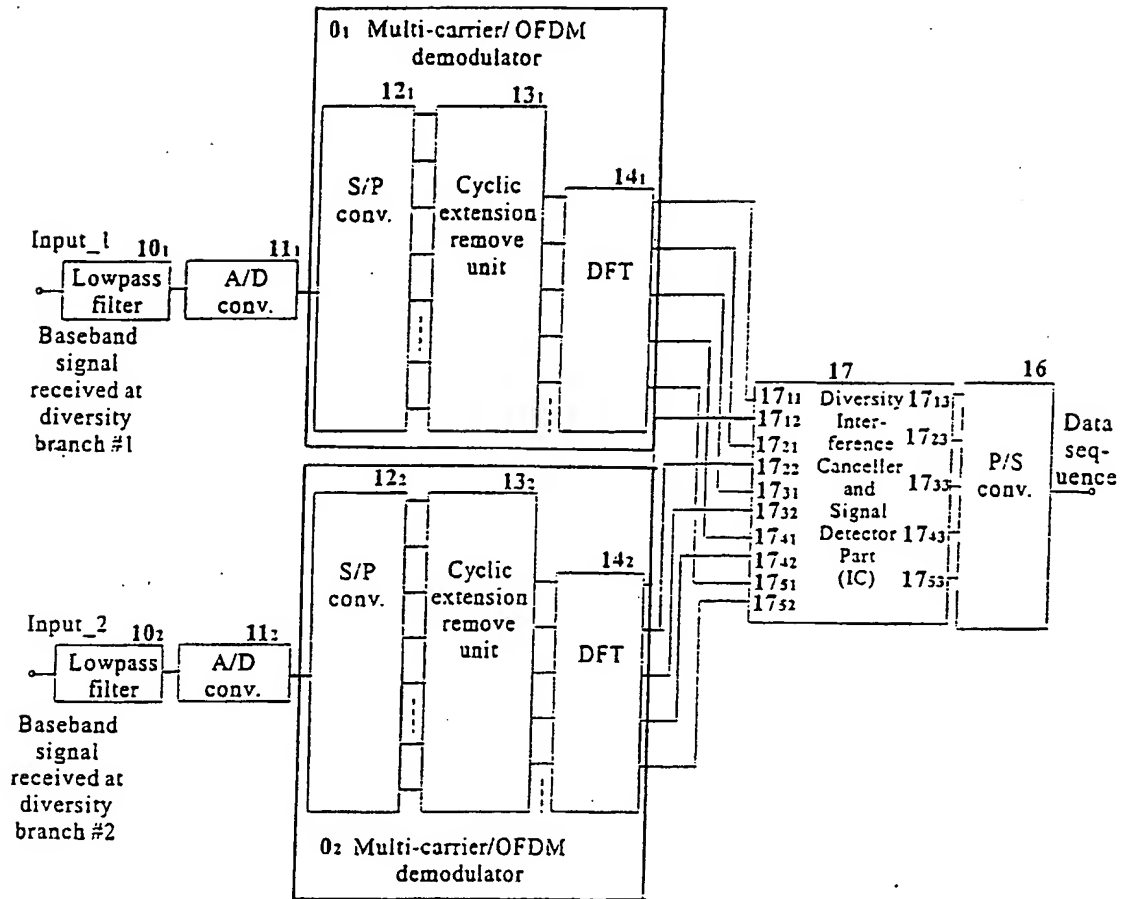 0₁ Multi-carrier/ OFDM
demodulator
12₁
13₁
S/P
conv.
Cyclic
extension
remove
unit
14₁
DFT
Input_1
10₁
11₁
Lowpass
filter
A/D
conv.
Baseband
signal
received at
diversity
branch #1
17
16
17₁₁
17₁₂
17₂₁
17₂₂
17₃₁
17₃₂
17₄₁
17₄₂
17₅₁
17₅₂
Diversity
Inter-
ference
Canceller
and
Signal
Detector
Part
(IC)
17₁₃
17₂₃
17₃₃
17₄₃
17₅₃
P/S
conv.
Data
seq-
uence
12₂
13₂
S/P
conv.
Cyclic
extension
remove
unit
14₂
DFT
Input_2
10₂
11₂
Lowpass
filter
A/D
conv.
Baseband
signal
received at
diversity
branch #2
0₂ Multi-carrier/OFDM
demodulator